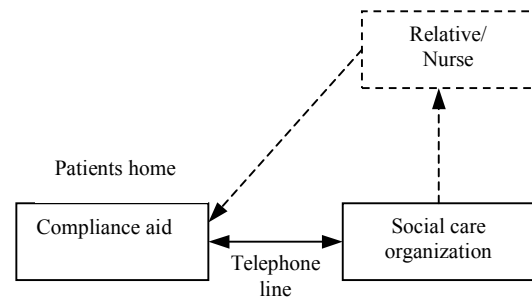 Relative/
Nurse
Patients home
Compliance aid
Social care
organization
Telephone
line